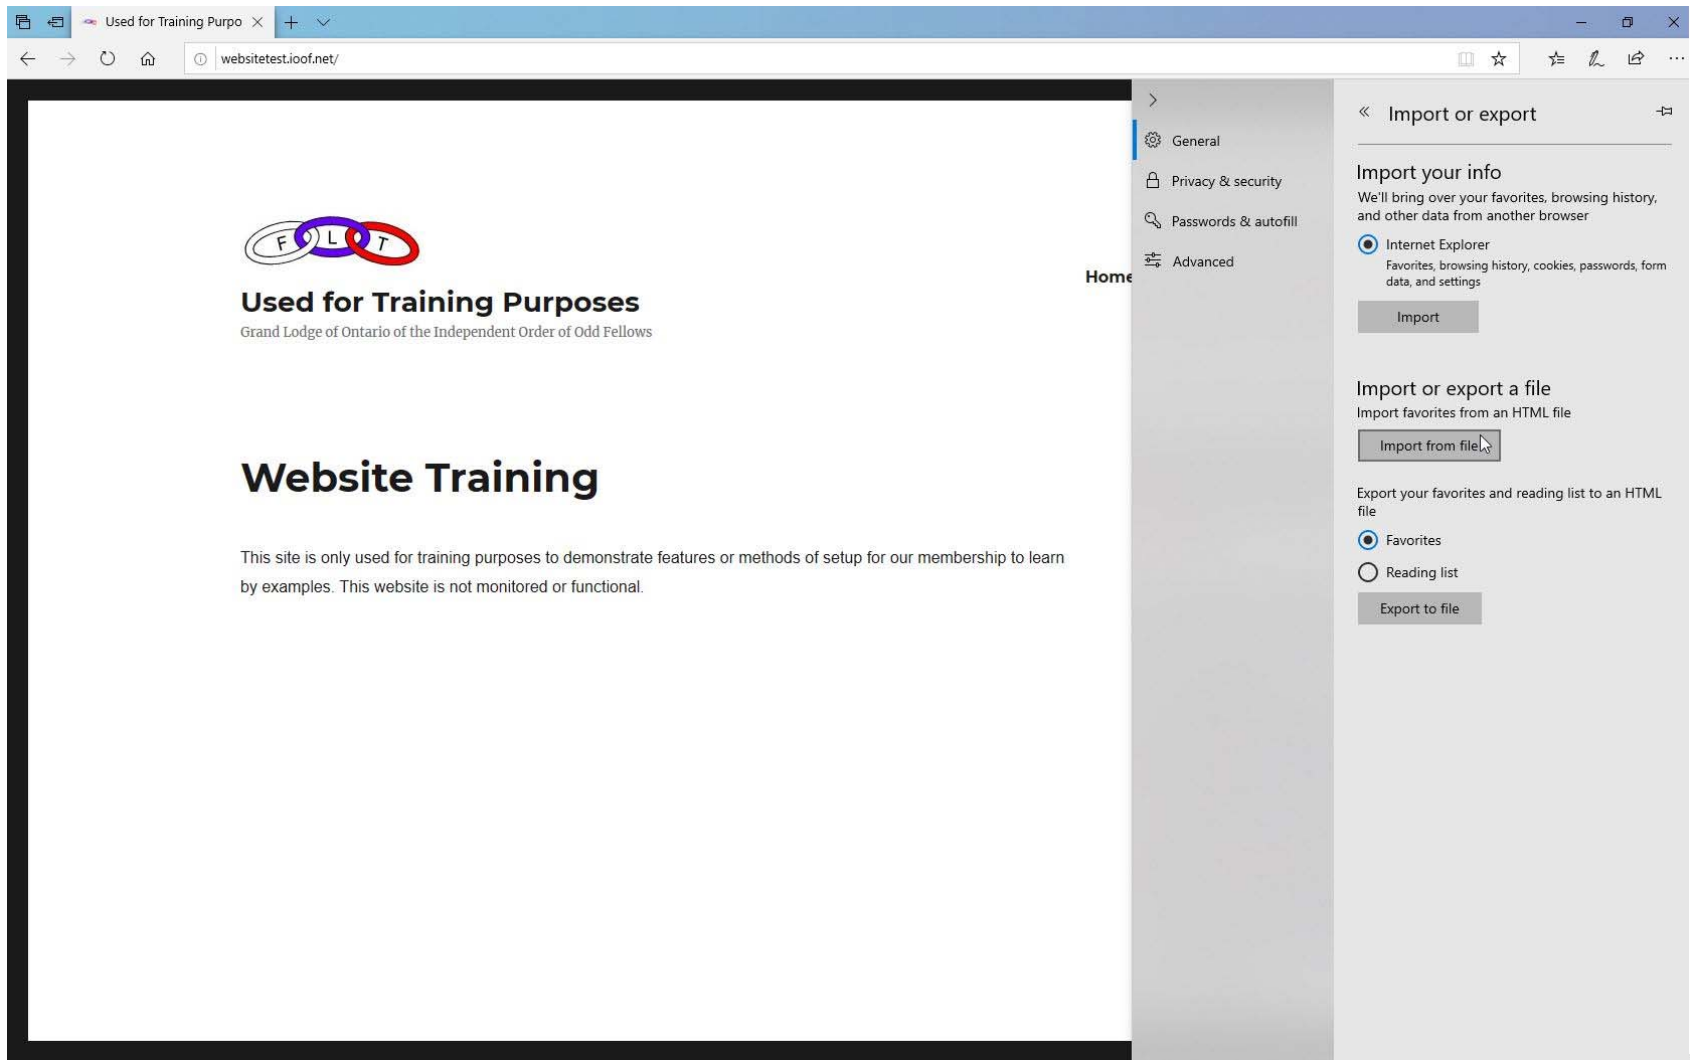 Used for Training Purpo
websitetest.ioof.net/
F L T
Used for Training Purposes
Grand Lodge of Ontario of the Independent Order of Odd Fellows
Home
Website Training
This site is only used for training purposes to demonstrate features or methods of setup for our membership to learn
by examples. This website is not monitored or functional.
General
Privacy & security
Passwords & autofill
Advanced
Import or export
Import your info
We'll bring over your favorites, browsing history,
and other data from another browser
Internet Explorer
Favorites, browsing history, cookies, passwords, form
data, and settings
Import
Import or export a file
Import favorites from an HTML file
Import from file
Export your favorites and reading list to an HTML
file
Favorites
Reading list
Export to file